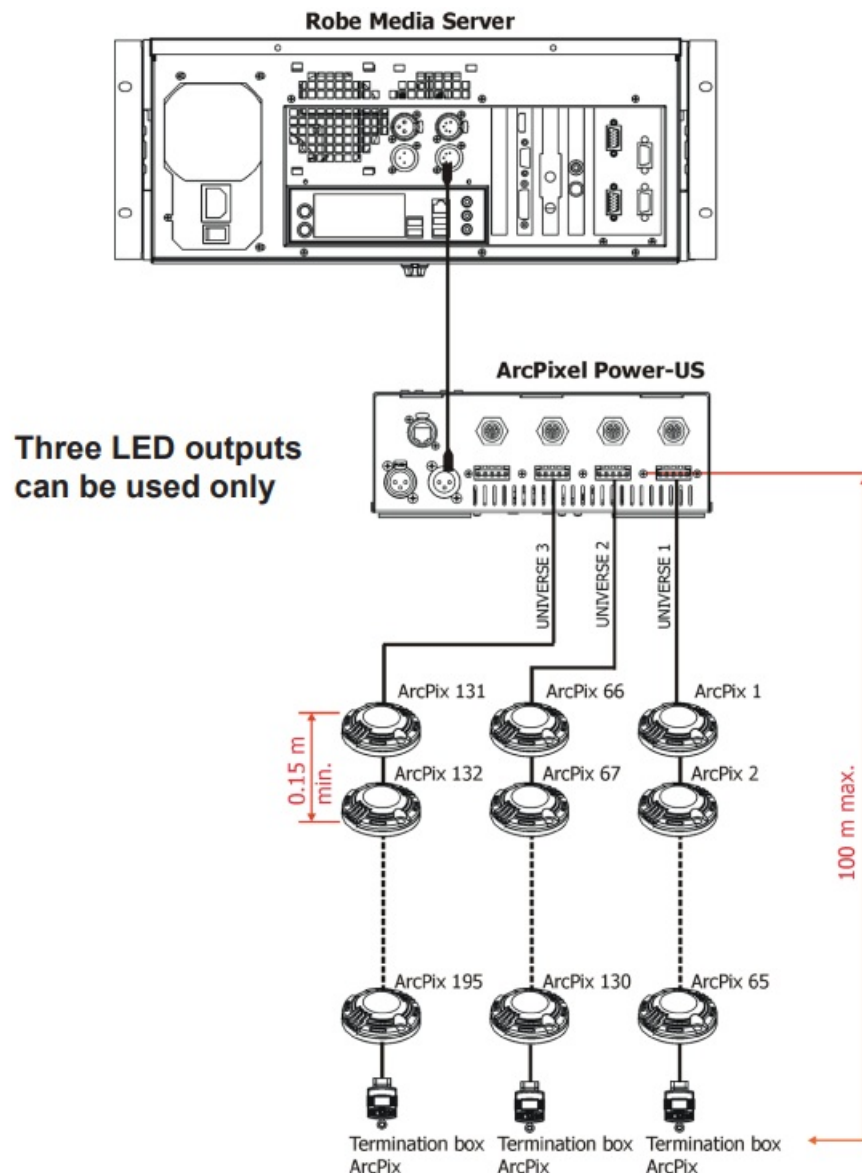 Robe Media Server
ArcPixel Power-US
Three LED outputs
can be used only
UNIVERSE 3
UNIVERSE 2
UNIVERSE 1
ArcPix 131
ArcPix 66
ArcPix 1
0.15 m
min.
ArcPix 132
ArcPix 67
ArcPix 2
100 m max.
ArcPix 195
ArcPix 130
ArcPix 65
Termination box
ArcPix
Termination box
ArcPix
Termination box
ArcPix